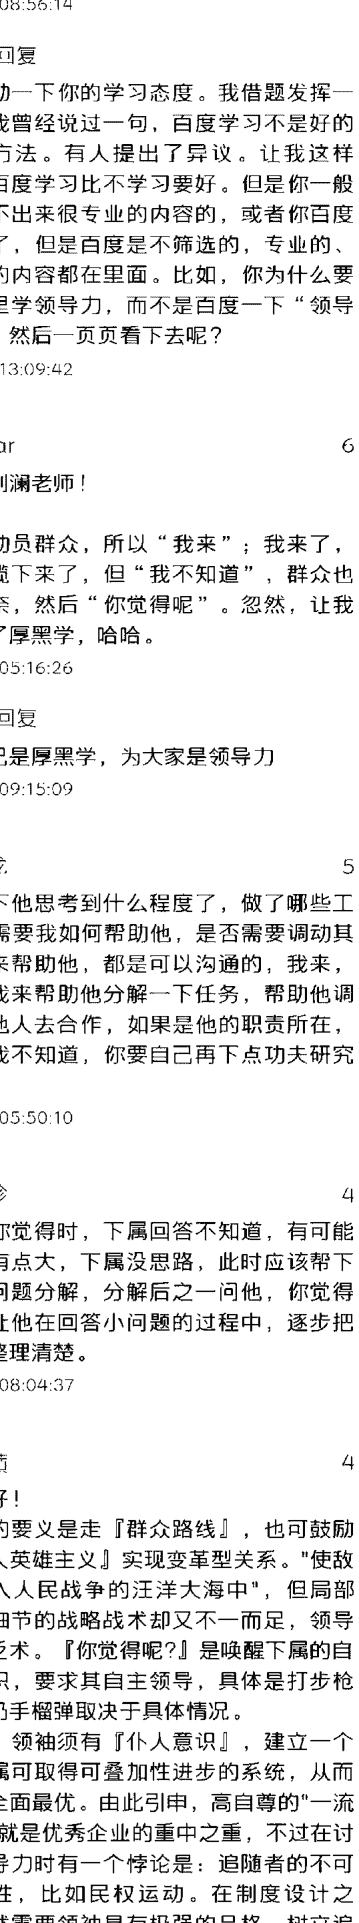 08:56:14
回复
一下你的学习态度。我借题发挥一
我曾经说过一句，百度学习不是好的
方法。有人提出了异议。让我这样
百度学习比不学习要好。但是你一般
不出来很专业的内容的，或者你百度
了，但是百度是不筛选的，专业的、
的内容都在里面。比如，你为什么要
里学领导力，而不是百度一下“领导
，然后一页页看下去呢？
13:09:42
ar 6
刘澜老师！
动员群众，所以“我来”；我来了，
揽下来了，但“我不知道”，群众也
奈，然后“你觉得呢”。忽然，让我
了厚黑学，哈哈。
05:16:26
回复
己是厚黑学，为大家是领导力
09:15:09
5
下他思考到什么程度了，做了哪些工
需要我如何帮助他，是否需要调动其
来帮助他，都是可以沟通的，我来，
我来帮助他分解一下任务，帮助他调
他人去合作，如果是他的职责所在，
我不知道，你要自己再下点功夫研究
05:50:10
4
你觉得时，下属回答不知道，有可能
有点大，下属没思路，此时应该帮下
问题分解，分解后之一问他，你觉得
让他在回答小问题的过程中，逐步把
整理清楚。
08:04:37
4
好！
的要义是走『群众路线』，也可鼓励
人英雄主义』实现变革型关系。"使敌
入人民战争的汪洋大海中"，但局部
细节的战略战术却又不一而足，领导
乏术。『你觉得呢?』是唤醒下属的自
识，要求其自主领导，具体是打步枪
扔手榴弹取决于具体情况。
领袖须有『仆人意识』，建立一个
属可取得可叠加性进步的系统，从而
全面最优。由此引申，高自尊的"一流
就是优秀企业的重中之重，不过在讨
导力时有一个悖论是：追随者的不可
性，比如民权运动。在制度设计之